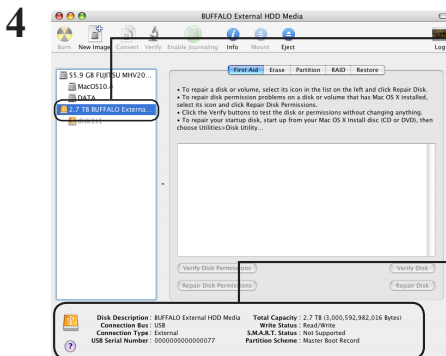 4
BUFFALO External HDD Media
Burn New Image Convert Verify Enable Journaling Info Mount Eject Log
First Aid Erase Partition RAID Restore
55.9 GB FUJITSU MHV20...
MacOS10.4
DATA
2.7 TB BUFFALO Externa...
disk1s1
• To repair a disk or volume, select its icon in the list on the left and click Repair Disk.
• To repair disk permission problems on a disk or volume that has Mac OS X installed,
select its icon and click Repair Disk Permissions.
• Click the Verify buttons to test the disk or permissions without changing anything.
• To repair your startup disk, start up from your Mac OS X Install disc (CD or DVD), then
choose Utilities>Disk Utility...
Verify Disk Permissions Verify Disk
Repair Disk Permissions Repair Disk
Disk Description : BUFFALO External HDD Media Total Capacity : 2.7 TB (3,000,592,982,016 Bytes)
Connection Bus : USB Write Status : Read/Write
Connection Type : External S.M.A.R.T. Status : Not Supported
USB Serial Number : 0000000000000077 Partition Scheme : Master Boot Record
?